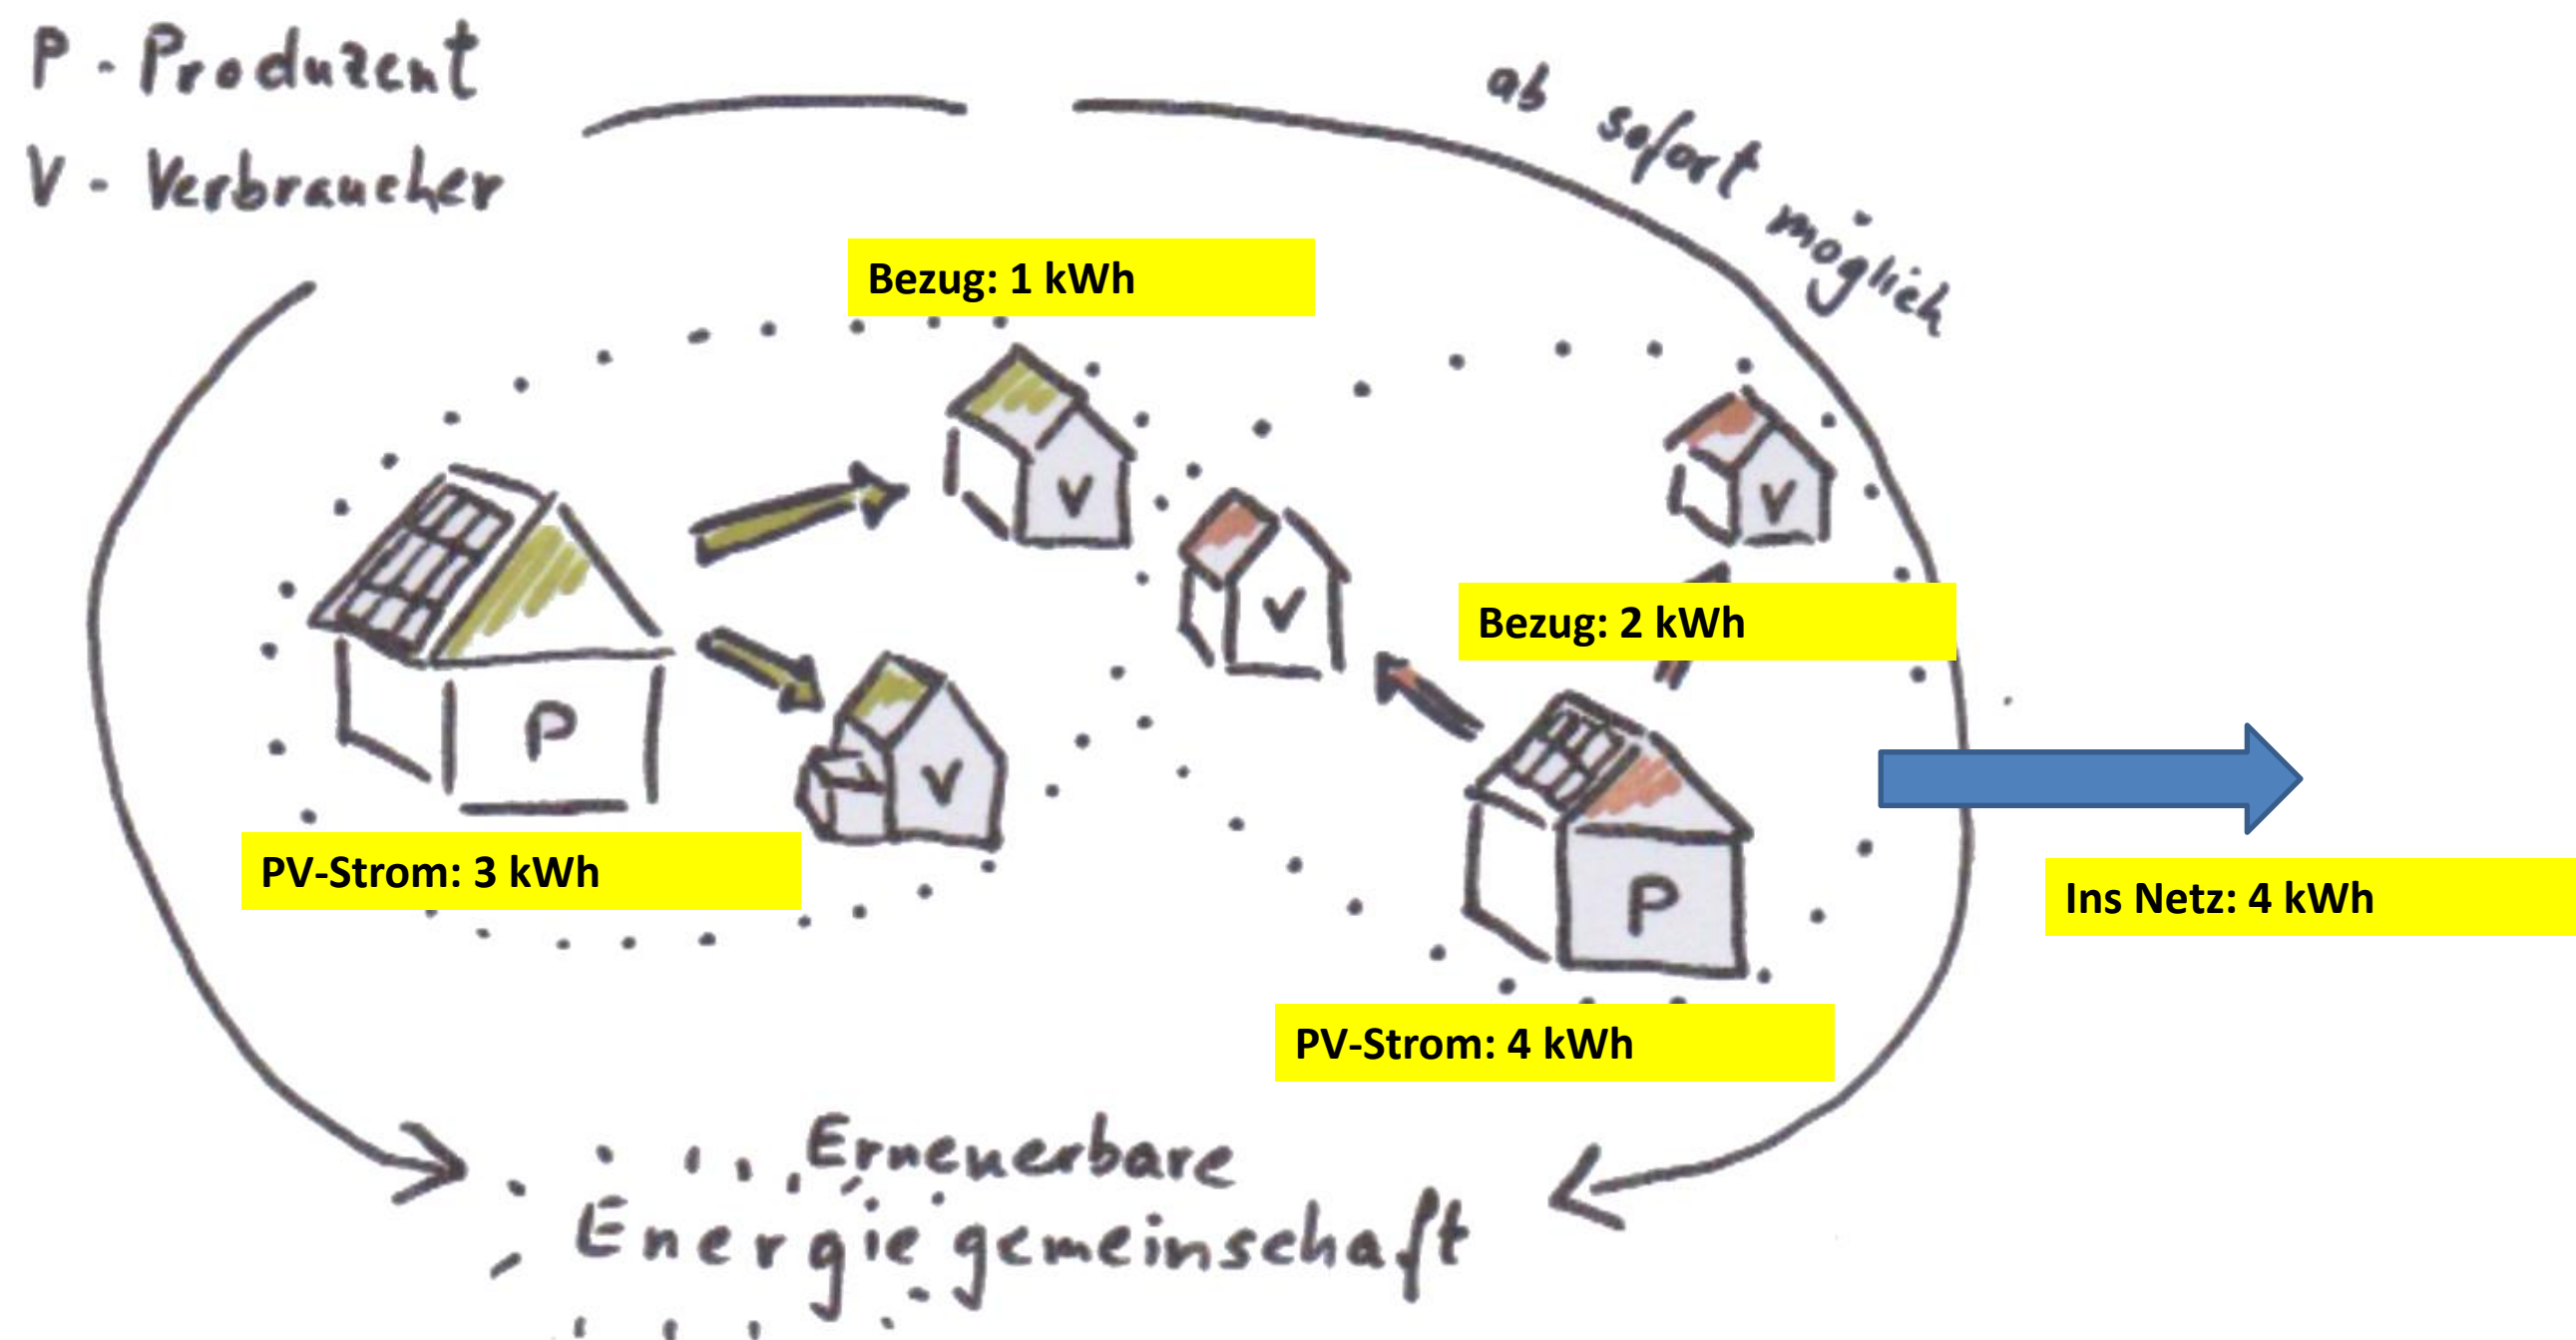 P - Produzent
V - Verbraucher
ab sofort möglich
Bezug: 1 kWh
V
V
V
Bezug: 2 kWh
P
V
PV-Strom: 3 kWh
P
Ins Netz: 4 kWh
PV-Strom: 4 kWh
Erneuerbare
Energiegemeinschaft